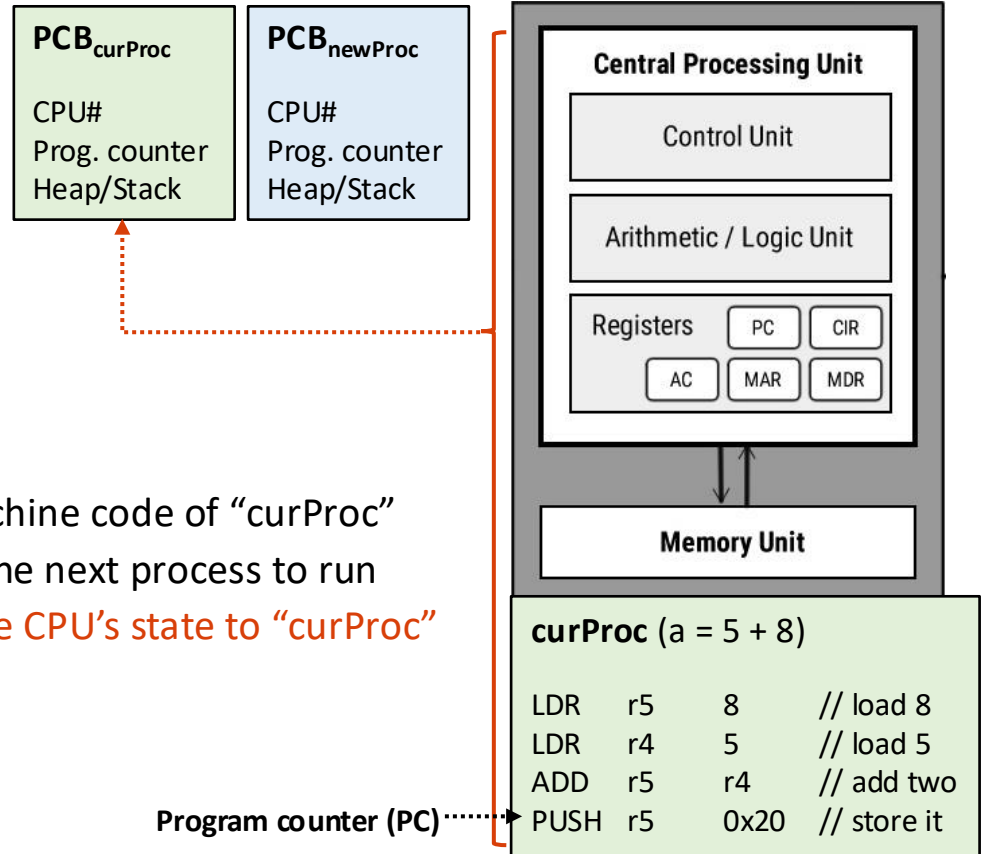 PCBcurProc
CPU#
Prog. counter
Heap/Stack
PCBnewProc
CPU#
Prog. counter
Heap/Stack
Central Processing Unit
Control Unit
Arithmetic / Logic Unit
Registers
PC
CIR
AC
MAR
MDR
Memory Unit
chine code of “curProc”
ne next process to run
e CPU’s state to “curProc”
curProc (a = 5 + 8)
LDR r5 8 // load 8
LDR r4 5 // load 5
ADD r5 r4 // add two
Program counter (PC)
PUSH r5 0x20 // store it